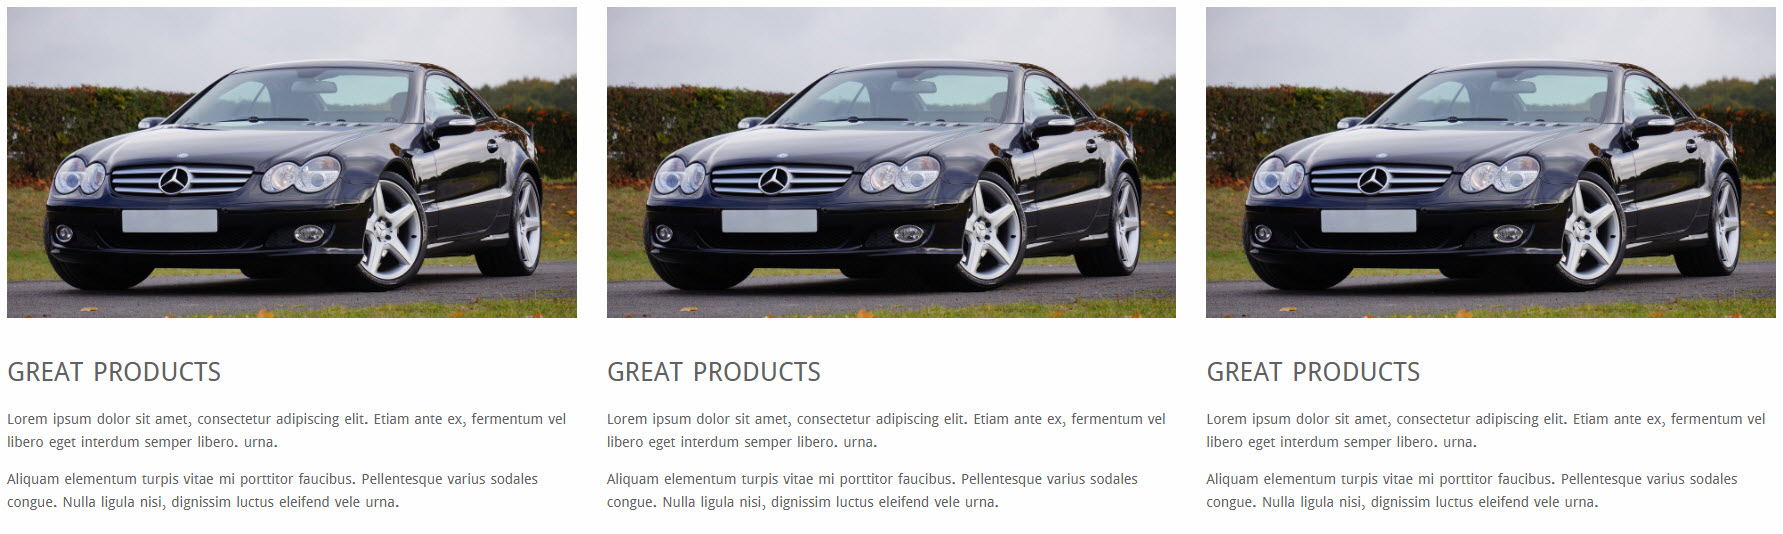 GREAT PRODUCTS
Lorem ipsum dolor sit amet, consectetur adipiscing elit. Etiam ante ex, fermentum vel
libero eget interdum semper libero. urna.
Aliquam elementum turpis vitae mi porttitor faucibus. Pellentesque varius sodales
congue. Nulla ligula nisi, dignissim luctus eleifend vele urna.
GREAT PRODUCTS
Lorem ipsum dolor sit amet, consectetur adipiscing elit. Etiam ante ex, fermentum vel
libero eget interdum semper libero. urna.
Aliquam elementum turpis vitae mi porttitor faucibus. Pellentesque varius sodales
congue. Nulla ligula nisi, dignissim luctus eleifend vele urna.
GREAT PRODUCTS
Lorem ipsum dolor sit amet, consectetur adipiscing elit. Etiam ante ex, fermentum vel
libero eget interdum semper libero. urna.
Aliquam elementum turpis vitae mi porttitor faucibus. Pellentesque varius sodales
congue. Nulla ligula nisi, dignissim luctus eleifend vele urna.